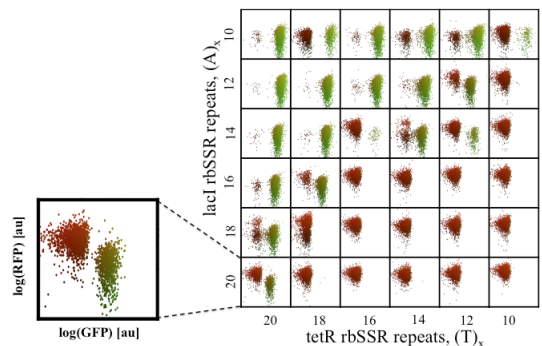 lacI rbSSR repeats, (A)x
10
12
14
16
18
20
log(RFP) [au]
log(GFP) [au]
20 18 16 14 12 10
tetR rbSSR repeats, (T)x